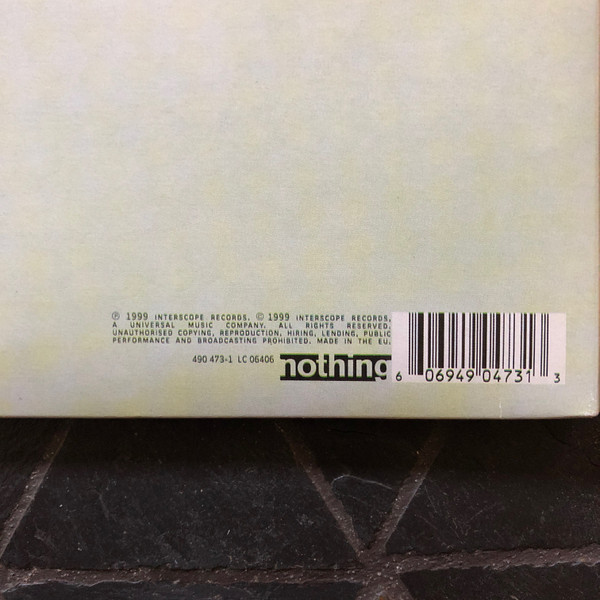 ℗ 1999 INTERSCOPE RECORDS. © 1999 INTERSCOPE RECORDS,
A UNIVERSAL MUSIC COMPANY. ALL RIGHTS RESERVED.
UNAUTHORISED COPYING, REPRODUCTION, HIRING, LENDING, PUBLIC
PERFORMANCE AND BROADCASTING PROHIBITED. MADE IN THE EU.
490 473-1 LC 06406 nothing
6 06949 04731 3